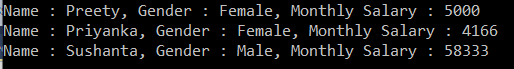 Name : Preety, Gender : Female, Monthly Salary : 5000
Name : Priyanka, Gender : Female, Monthly Salary : 4166
Name : Sushanta, Gender : Male, Monthly Salary : 58333